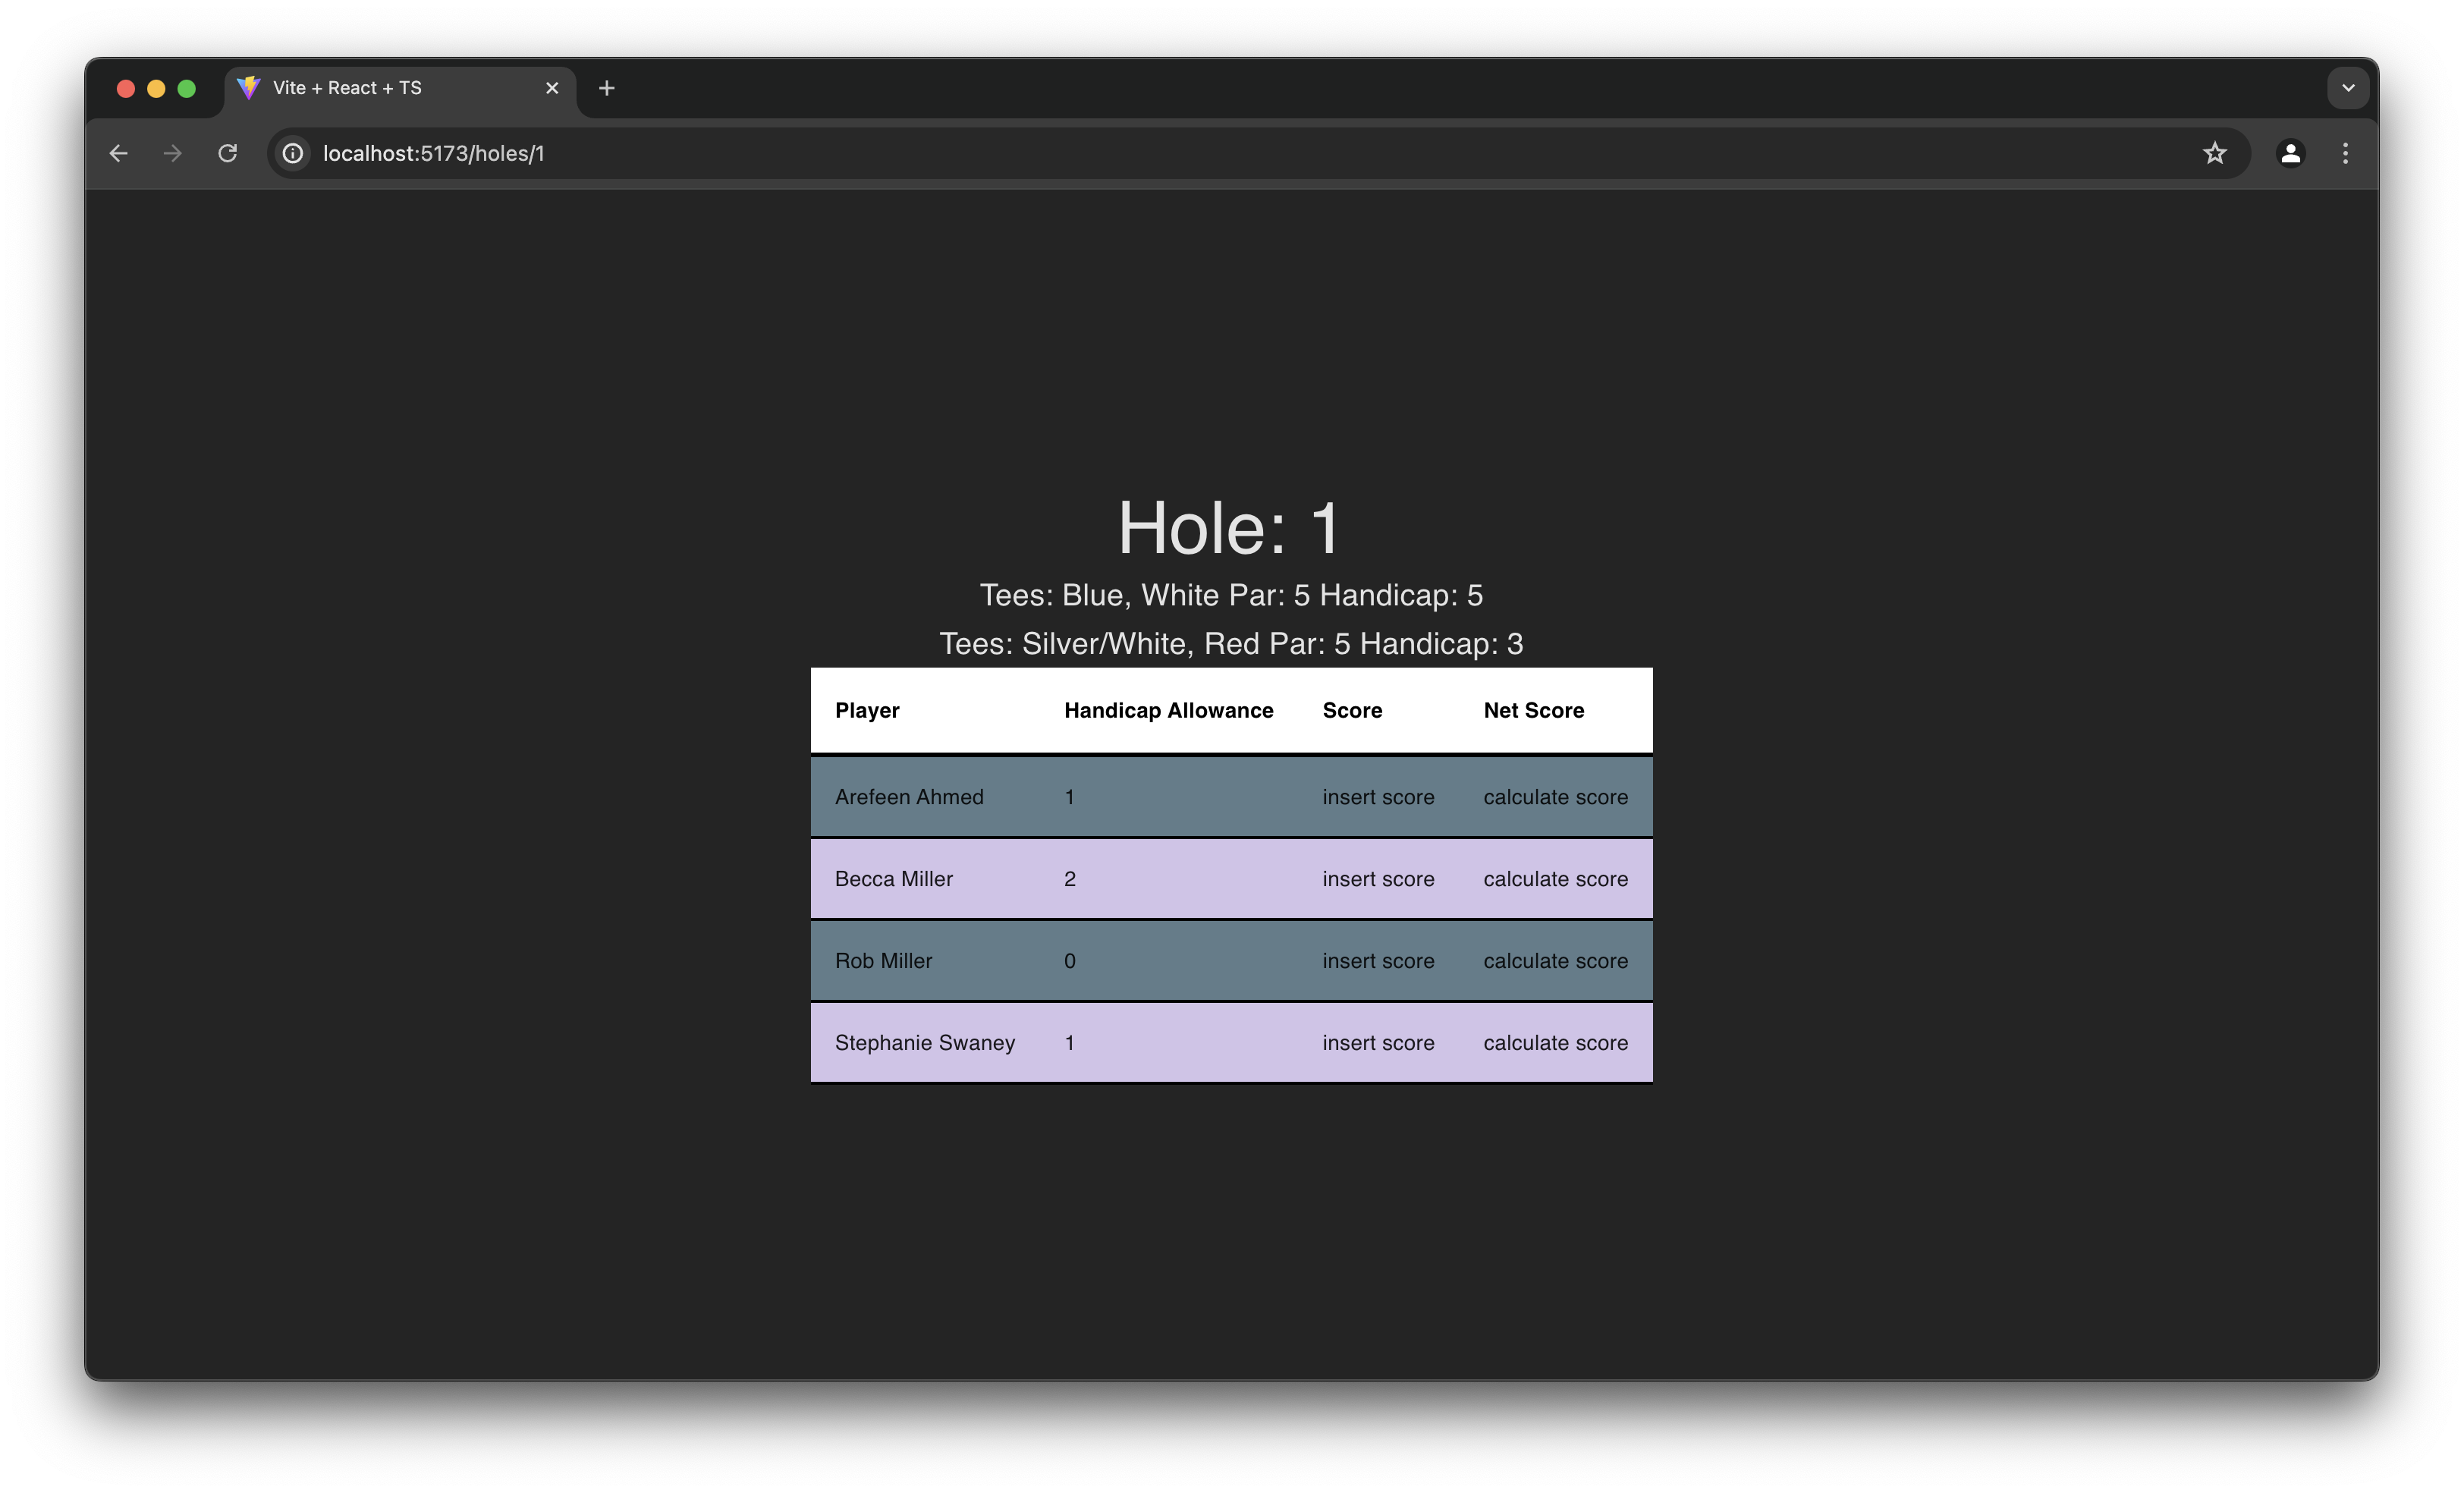 Vite + React + TS
localhost:5173/holes/1
Hole: 1
Tees: Blue, White Par: 5 Handicap: 5
Tees: Silver/White, Red Par: 5 Handicap: 3
Player Handicap Allowance Score Net Score
Arefeen Ahmed 1 insert score calculate score
Becca Miller 2 insert score calculate score
Rob Miller 0 insert score calculate score
Stephanie Swaney 1 insert score calculate score